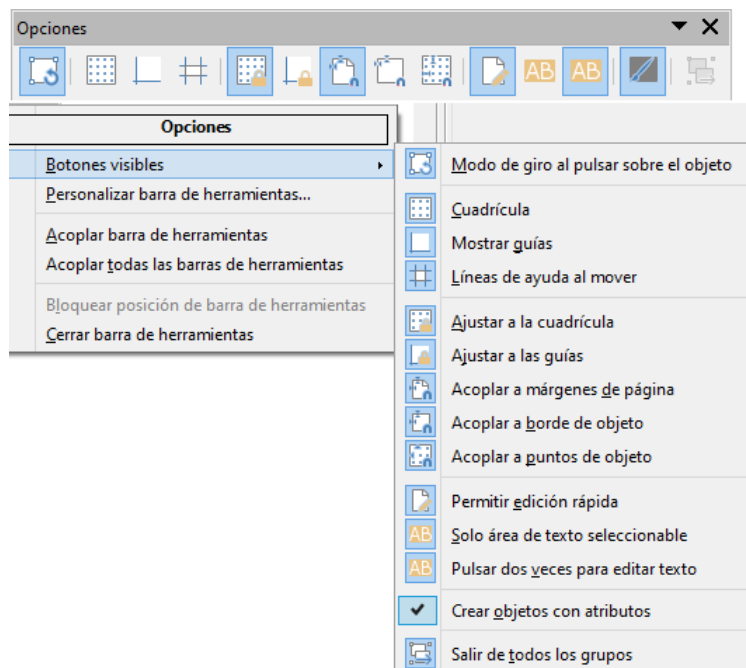 Opciones
AB
AB
Opciones
Botones visibles
Personalizar barra de herramientas...
Acoplar barra de herramientas
Acoplar todas las barras de herramientas
Bloquear posición de barra de herramientas
Cerrar barra de herramientas
Modo de giro al pulsar sobre el objeto
Cuadrícula
Mostrar guías
Líneas de ayuda al mover
Ajustar a la cuadrícula
Ajustar a las guías
Acoplar a márgenes de página
Acoplar a borde de objeto
Acoplar a puntos de objeto
Permitir edición rápida
AB Solo área de texto seleccionable
AB Pulsar dos veces para editar texto
Crear objetos con atributos
Salir de todos los grupos